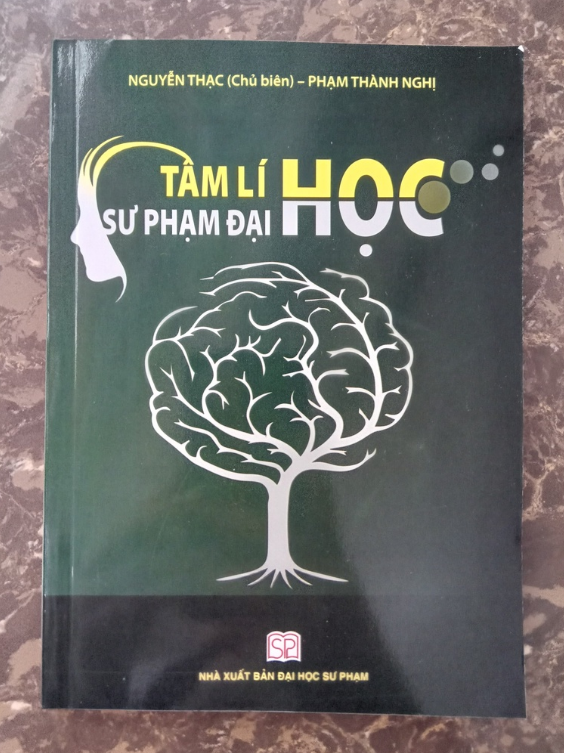 NGUYỄN THẠC (Chủ biên) – PHẠM THÀNH NGHỊ
TÂM LÍ HỌC
SƯ PHẠM ĐẠI
SP
NHÀ XUẤT BẢN ĐẠI HỌC SƯ PHẠM